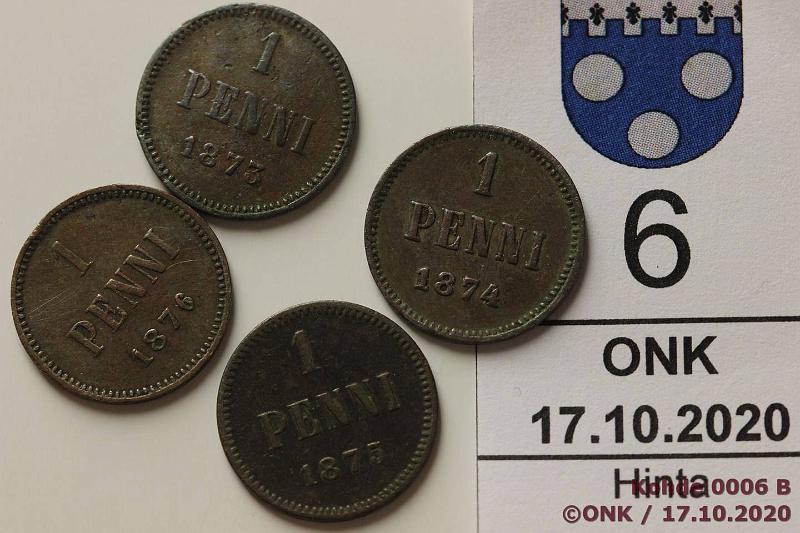 1
PENNI
1873
1
PENNI
1874
1
PENNI
1876
1
PENNI
1875
6
ONK
17.10.2020
Hinta
Kohde 0006 B
©ONK / 17.10.2020